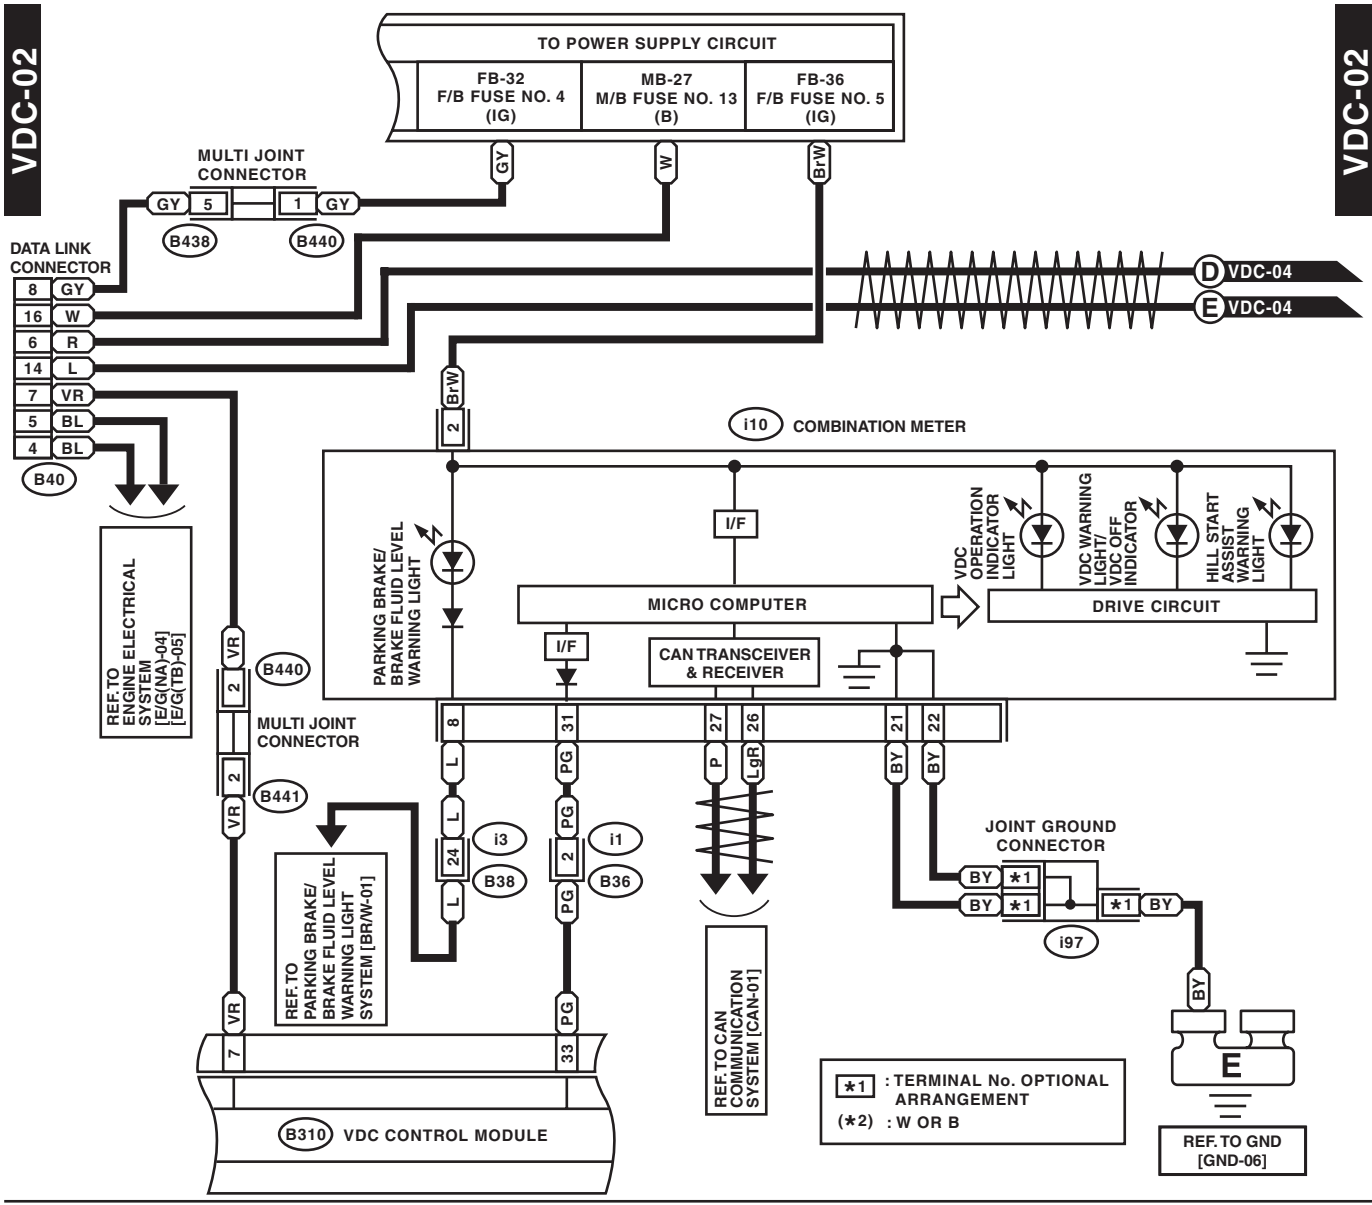 VDC-02
VDC-02
TO POWER SUPPLY CIRCUIT
FB-32
F/B FUSE NO. 4
(IG)
MB-27
M/B FUSE NO. 13
(B)
FB-36
F/B FUSE NO. 5
(IG)
GY
W
BrW
MULTI JOINT
CONNECTOR
GY 5 1 GY
B438
B440
DATA LINK
CONNECTOR
8 GY
16 W
6 R
14 L
7 VR
5 BL
4 BL
B40
D VDC-04
E VDC-04
BrW
2
i10 COMBINATION METER
REF. TO
ENGINE ELECTRICAL
SYSTEM
[E/G(NA)-04]
[E/G(TB)-05]
PARKING BRAKE/
BRAKE FLUID LEVEL
WARNING LIGHT
I/F
VDC
OPERATION
INDICATOR
LIGHT
VDC WARNING
LIGHT/
VDC OFF
INDICATOR
HILL START
ASSIST
WARNING
LIGHT
MICRO COMPUTER
DRIVE CIRCUIT
I/F
CAN TRANSCEIVER
& RECEIVER
VR
B440
2
MULTI JOINT
CONNECTOR
2
B441
VR
8
31
27
26
21
22
L
PG
P
LgR
BY
BY
L
PG
24
i3
B38
2
i1
B36
L
PG
REF. TO
PARKING BRAKE/
BRAKE FLUID LEVEL
WARNING LIGHT
SYSTEM [BR/W-01]
REF. TO CAN
COMMUNICATION
SYSTEM [CAN-01]
JOINT GROUND
CONNECTOR
BY *1
BY *1
*1 BY
i97
BY
E
REF. TO GND
[GND-06]
VR
PG
7
33
B310 VDC CONTROL MODULE
*1 : TERMINAL No. OPTIONAL
ARRANGEMENT
(*2) : W OR B